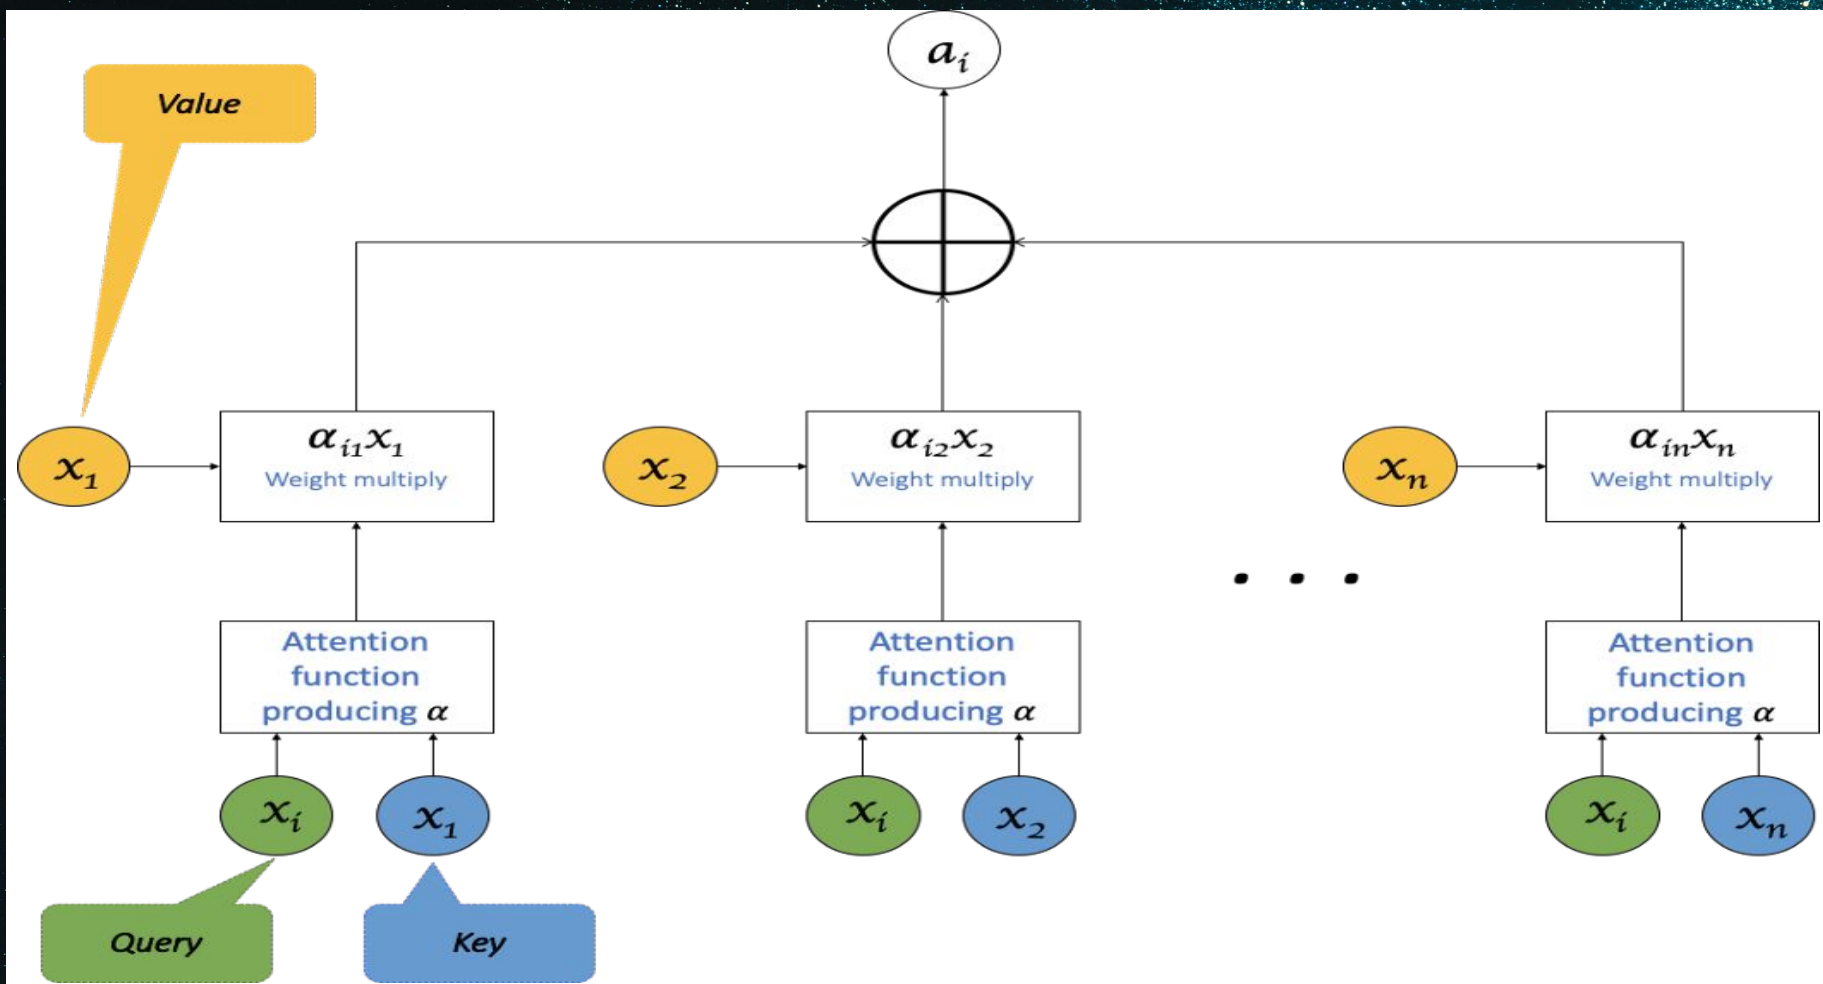 aᵢ
Value
x₁
αᵢ₁x₁
Weight multiply
x₂
αᵢ₂x₂
Weight multiply
xₙ
αᵢₙxₙ
Weight multiply
. . .
Attention
function
producing α
Attention
function
producing α
Attention
function
producing α
xᵢ
x₁
xᵢ
x₂
xᵢ
xₙ
Query
Key